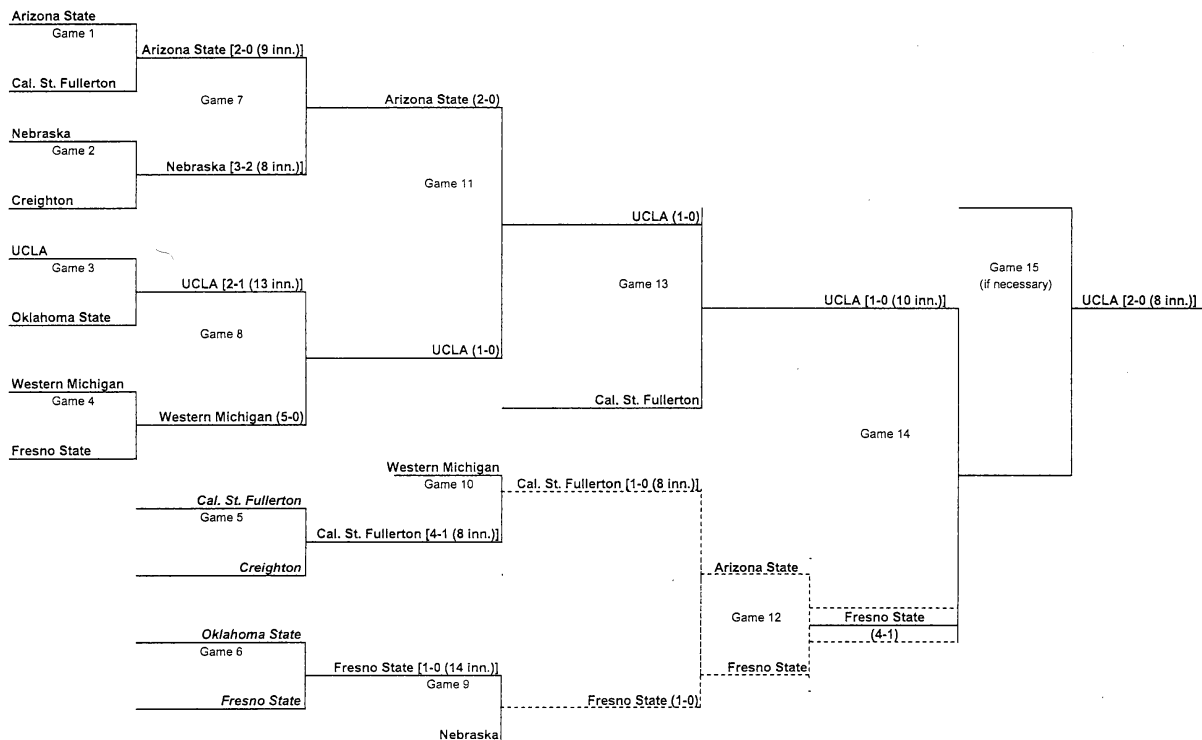 Arizona State
Game 1
Arizona State [2-0 (9 inn.)]
Cal. St. Fullerton
Game 7
Arizona State (2-0)
Nebraska
Game 2
Nebraska [3-2 (8 inn.)]
Creighton
Game 11
UCLA (1-0)
UCLA
Game 3
UCLA [2-1 (13 inn.)]
Oklahoma State
Game 8
UCLA (1-0)
Western Michigan
Game 4
Western Michigan (5-0)
Fresno State
Game 13
Cal. St. Fullerton
UCLA [1-0 (10 inn.)]
Game 15
(if necessary)
UCLA [2-0 (8 inn.)]
Game 14
Western Michigan
Game 10
Cal. St. Fullerton [1-0 (8 inn.)]
Cal. St. Fullerton
Game 5
Cal. St. Fullerton [4-1 (8 inn.)]
Creighton
Arizona State
Game 12
Fresno State
(4-1)
Fresno State
Oklahoma State
Game 6
Fresno State [1-0 (14 inn.)]
Game 9
Fresno State
Fresno State (1-0)
Nebraska